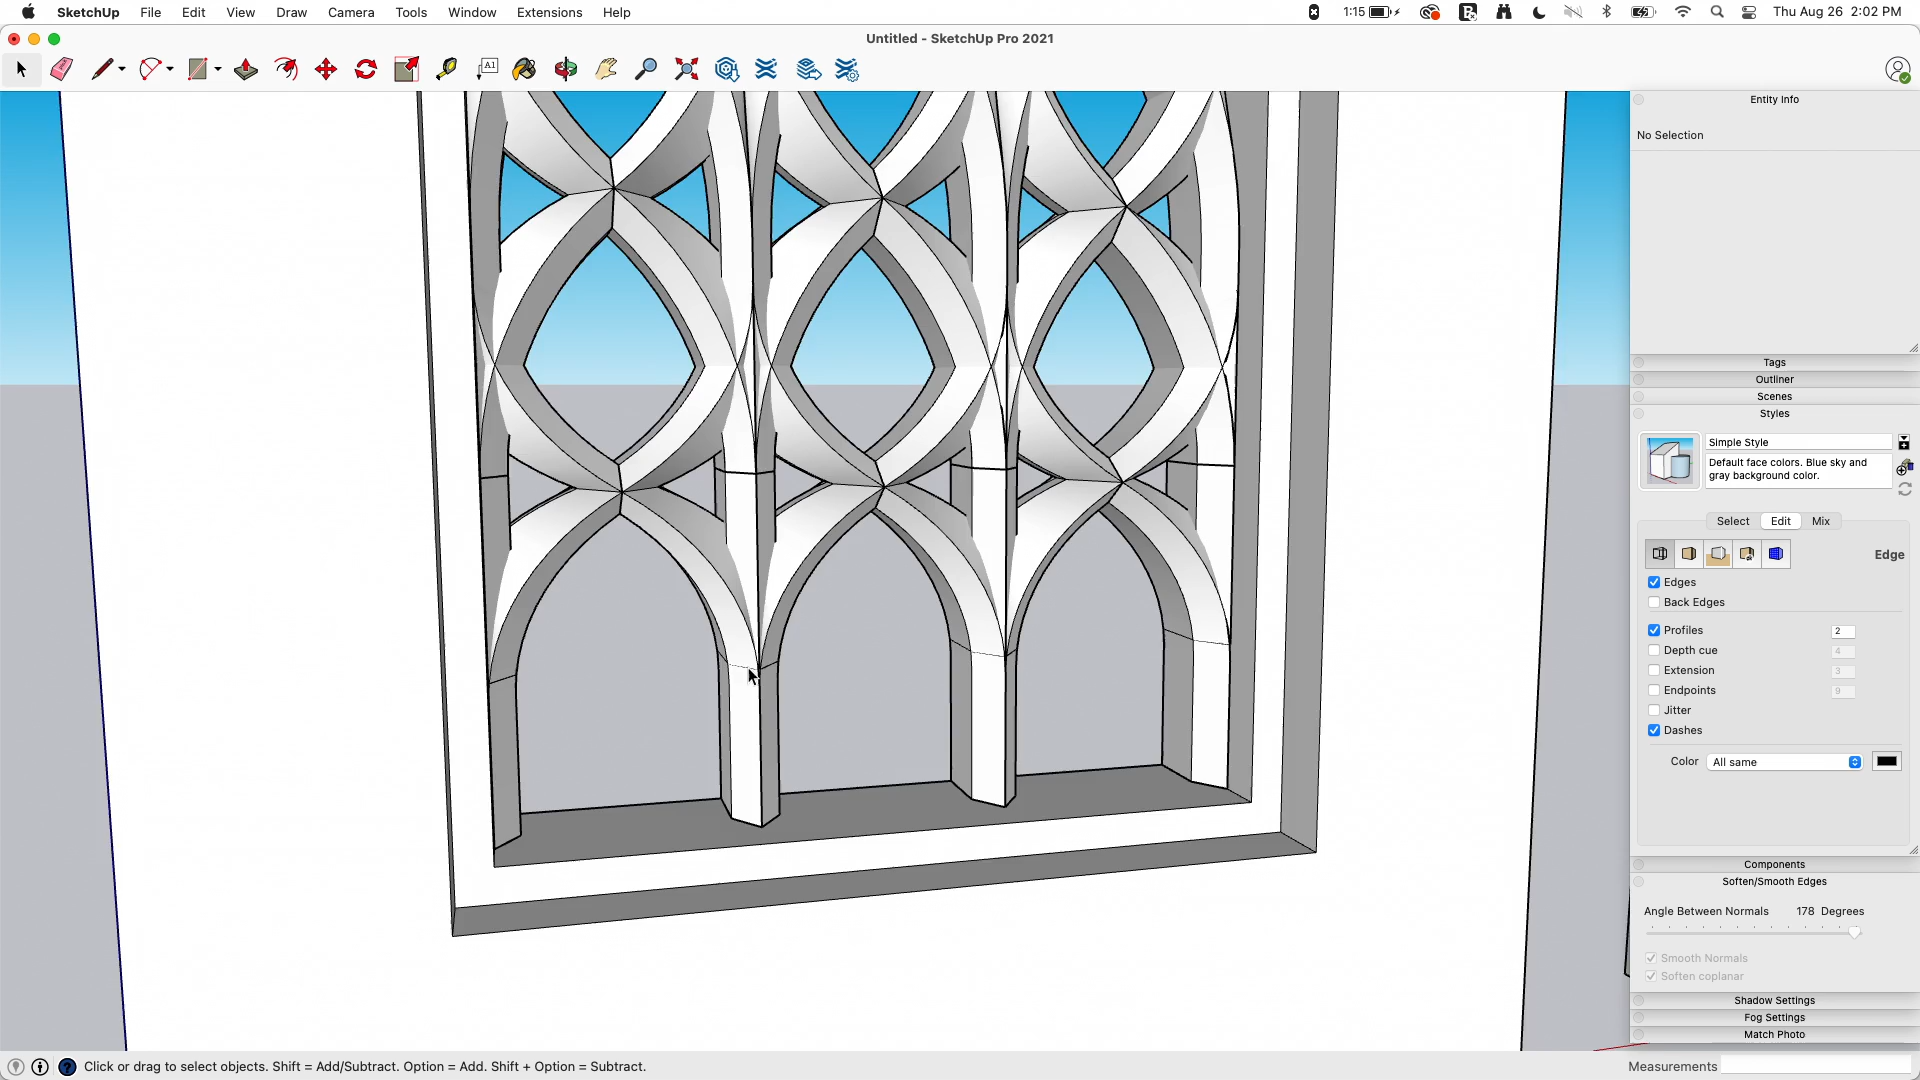 SketchUp File Edit View Draw Camera Tools Window Extensions Help 1:15 Thu Aug 26 2:02 PM
Untitled - SketchUp Pro 2021
A1
Entity Info
No Selection
Tags
Outliner
Scenes
Styles
Simple Style
Default face colors. Blue sky and
gray background color.
Select Edit Mix
Edge
Edges
Back Edges
Profiles 2
Depth cue 4
Extension 3
Endpoints 9
Jitter
Dashes
Color All same
Components
Soften/Smooth Edges
Angle Between Normals 178 Degrees
Smooth Normals
Soften coplanar
Shadow Settings
Fog Settings
Match Photo
Click or drag to select objects. Shift = Add/Subtract. Option = Add. Shift + Option = Subtract. Measurements